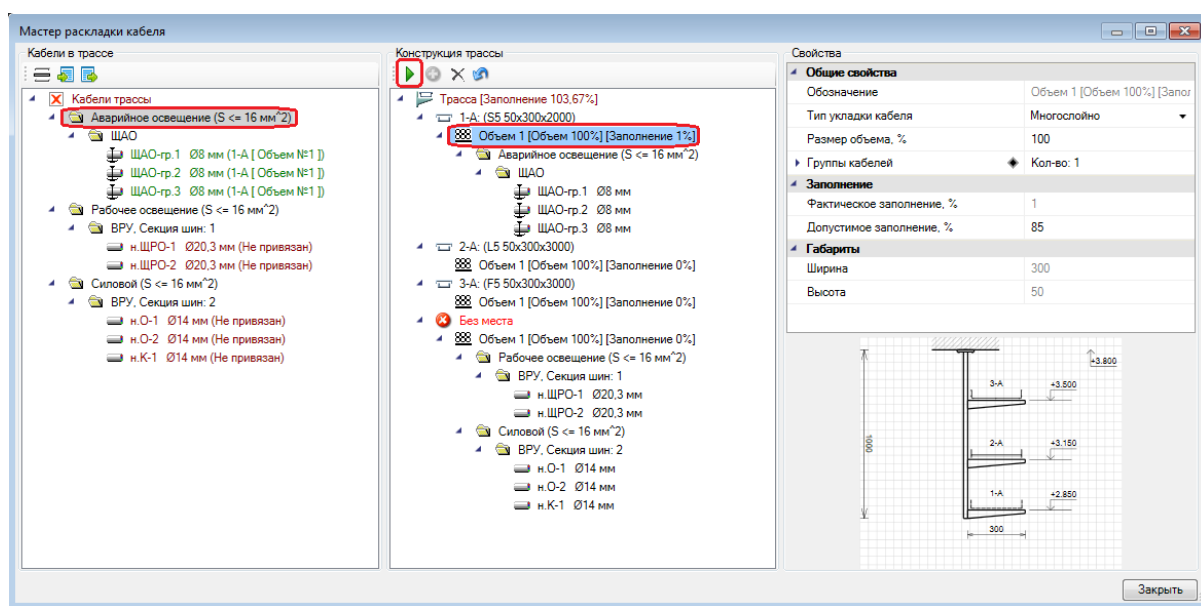 Мастер раскладки кабеля
Кабели в трассе
Кабели трассы
Аварийное освещение (S <= 16 мм^2)
ЩАО
ЩАО-гр.1 Ø8 мм (1-А [ Объем №1 ])
ЩАО-гр.2 Ø8 мм (1-А [ Объем №1 ])
ЩАО-гр.3 Ø8 мм (1-А [ Объем №1 ])
Рабочее освещение (S <= 16 мм^2)
ВРУ, Секция шин: 1
н.ЩРО-1 Ø20,3 мм (Не привязан)
н.ЩРО-2 Ø20,3 мм (Не привязан)
Силовой (S <= 16 мм^2)
ВРУ, Секция шин: 2
н.О-1 Ø14 мм (Не привязан)
н.О-2 Ø14 мм (Не привязан)
н.К-1 Ø14 мм (Не привязан)
Конструкция трассы
Трасса [Заполнение 103,67%]
1-А: (S5 50x300x2000)
Объем 1 [Объем 100%] [Заполнение 1%]
Аварийное освещение (S <= 16 мм^2)
ЩАО
ЩАО-гр.1 Ø8 мм
ЩАО-гр.2 Ø8 мм
ЩАО-гр.3 Ø8 мм
2-А: (L5 50x300x3000)
Объем 1 [Объем 100%] [Заполнение 0%]
3-А: (F5 50x300x3000)
Объем 1 [Объем 100%] [Заполнение 0%]
Без места
Объем 1 [Объем 100%] [Заполнение 0%]
Рабочее освещение (S <= 16 мм^2)
ВРУ, Секция шин: 1
н.ЩРО-1 Ø20,3 мм
н.ЩРО-2 Ø20,3 мм
Силовой (S <= 16 мм^2)
ВРУ, Секция шин: 2
н.О-1 Ø14 мм
н.О-2 Ø14 мм
н.К-1 Ø14 мм
Свойства
Общие свойства
Обозначение Объем 1 [Объем 100%] [Запол
Тип укладки кабеля Многослойно
Размер объема, % 100
Группы кабелей Кол-во: 1
Заполнение
Фактическое заполнение, % 1
Допустимое заполнение, % 85
Габариты
Ширина 300
Высота 50
+3.800
3-А +3.500
1000
2-А +3.150
1-А +2.850
300
Закрыть